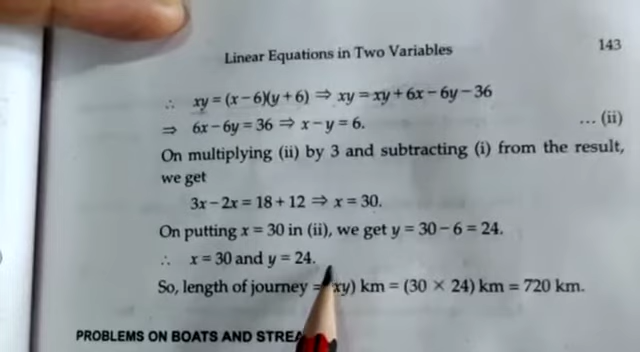 Linear Equations in Two Variables 143
∴ xy = (x – 6)(y + 6) ⇒ xy = xy + 6x – 6y – 36
⇒ 6x – 6y = 36 ⇒ x – y = 6. ... (ii)
On multiplying (ii) by 3 and subtracting (i) from the result,
we get
3x – 2x = 18 + 12 ⇒ x = 30.
On putting x = 30 in (ii), we get y = 30 – 6 = 24.
∴ x = 30 and y = 24.
So, length of journey = xy) km = (30 × 24) km = 720 km.
PROBLEMS ON BOATS AND